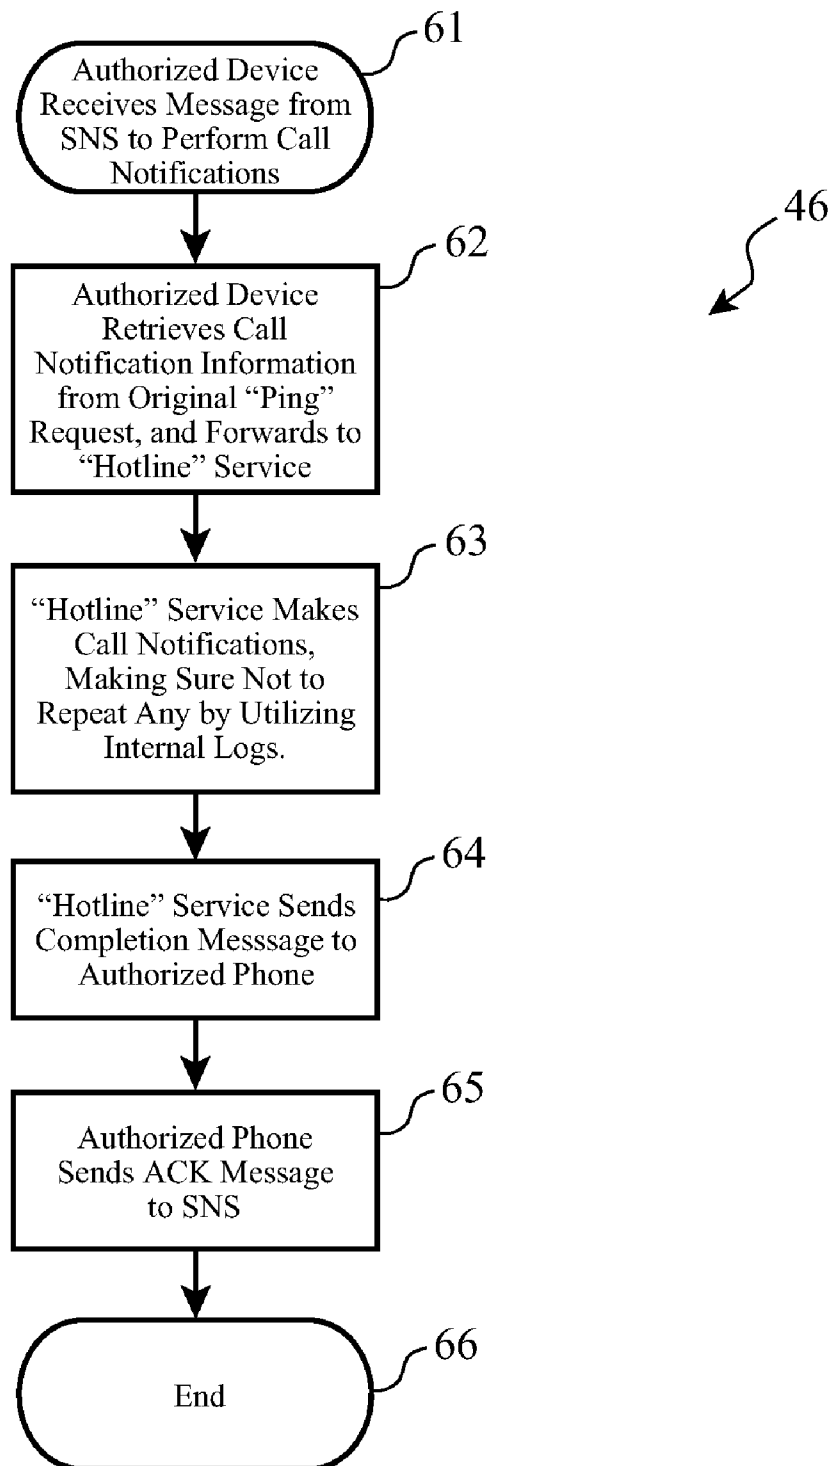 61
Authorized Device
Receives Message from
SNS to Perform Call
Notifications
46
62
Authorized Device
Retrieves Call
Notification Information
from Original “Ping”
Request, and Forwards to
“Hotline” Service
63
“Hotline” Service Makes
Call Notifications,
Making Sure Not to
Repeat Any by Utilizing
Internal Logs.
64
“Hotline” Service Sends
Completion Messsage to
Authorized Phone
65
Authorized Phone
Sends ACK Message
to SNS
66
End